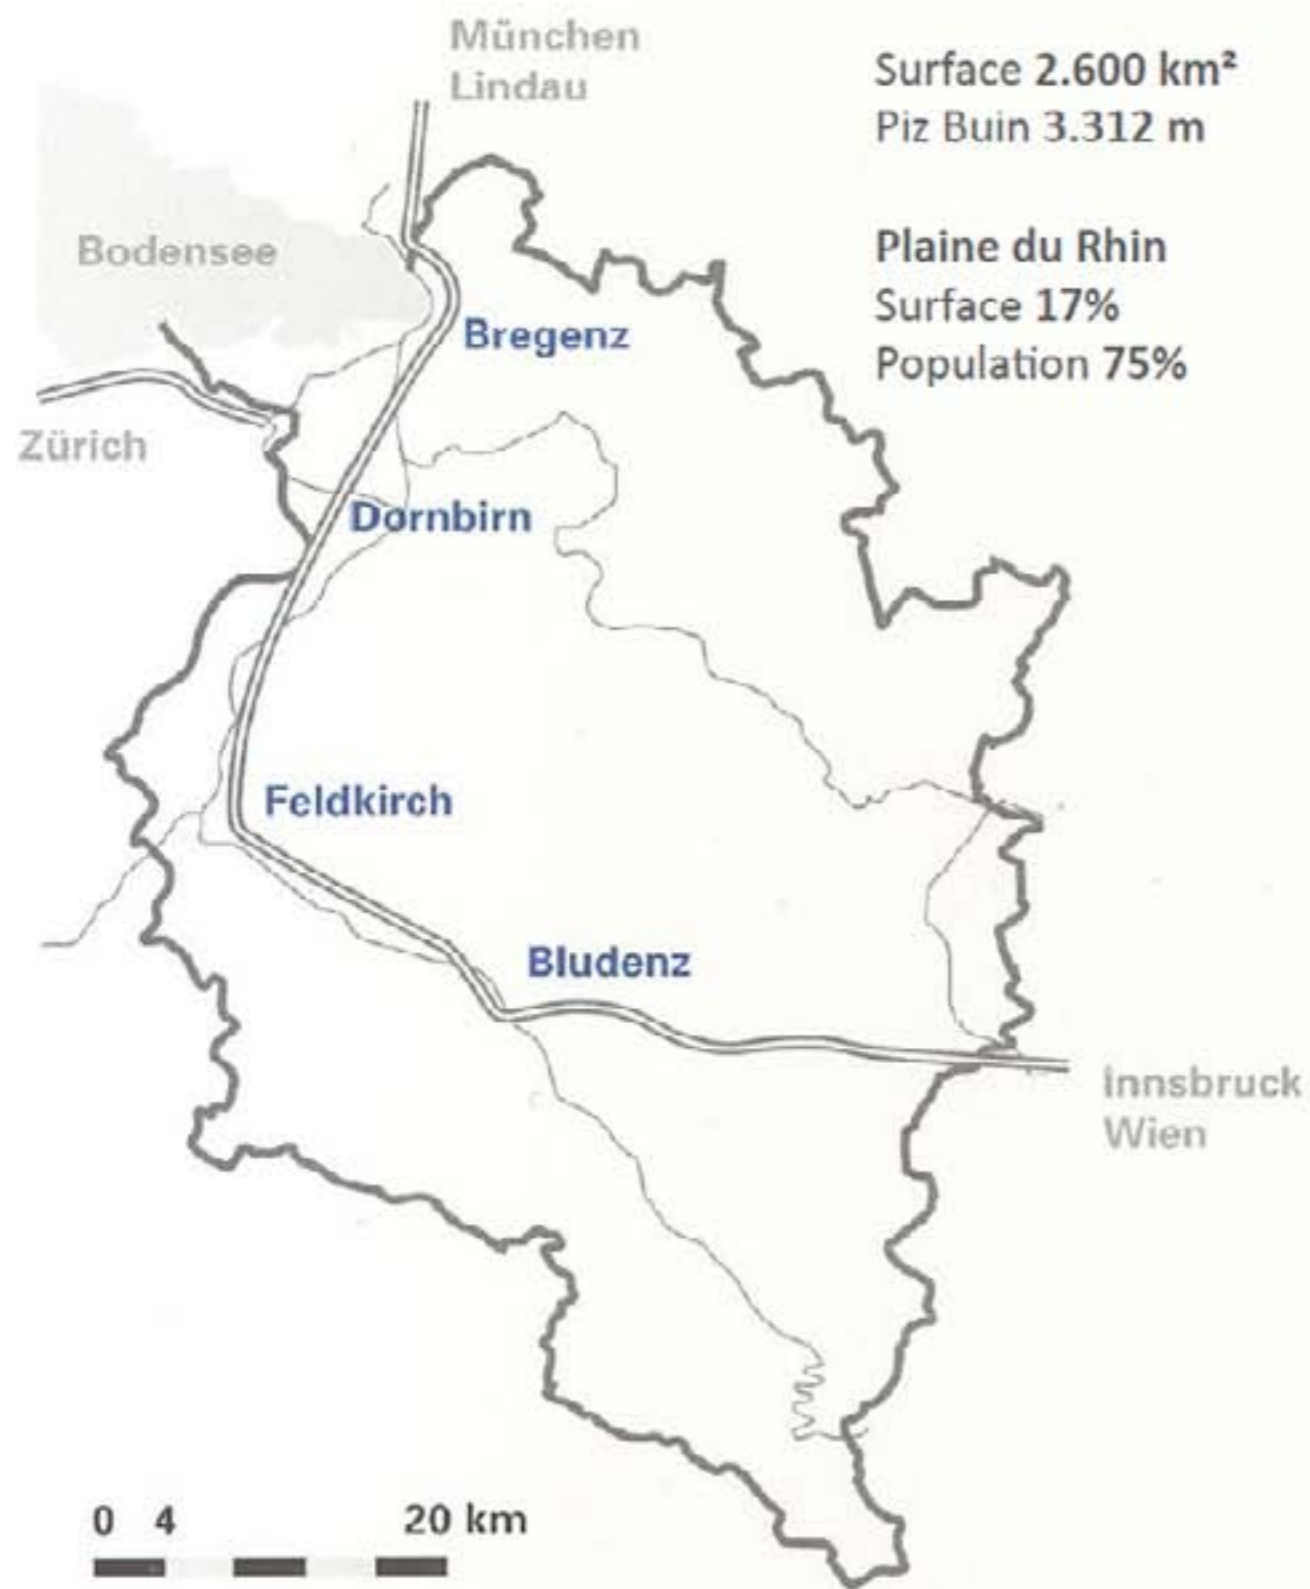 München
Lindau
Surface 2.600 km²
Piz Buin 3.312 m
Bodensee
Plaine du Rhin
Surface 17%
Population 75%
Bregenz
Zürich
Dornbirn
Feldkirch
Bludenz
Innsbruck
Wien
0 4 20 km